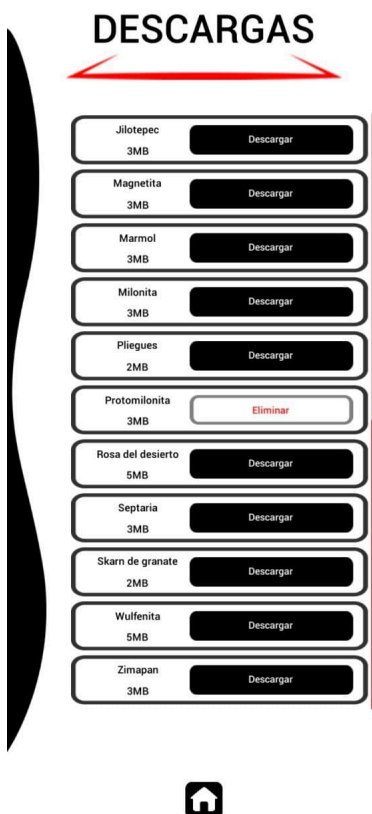 DESCARGAS
Jilotepec
3MB
Descargar
Magnetita
3MB
Descargar
Marmol
3MB
Descargar
Milonita
3MB
Descargar
Pliegues
2MB
Descargar
Protomilonita
3MB
Eliminar
Rosa del desierto
5MB
Descargar
Septaria
3MB
Descargar
Skarn de granate
2MB
Descargar
Wulfenita
5MB
Descargar
Zimapan
3MB
Descargar